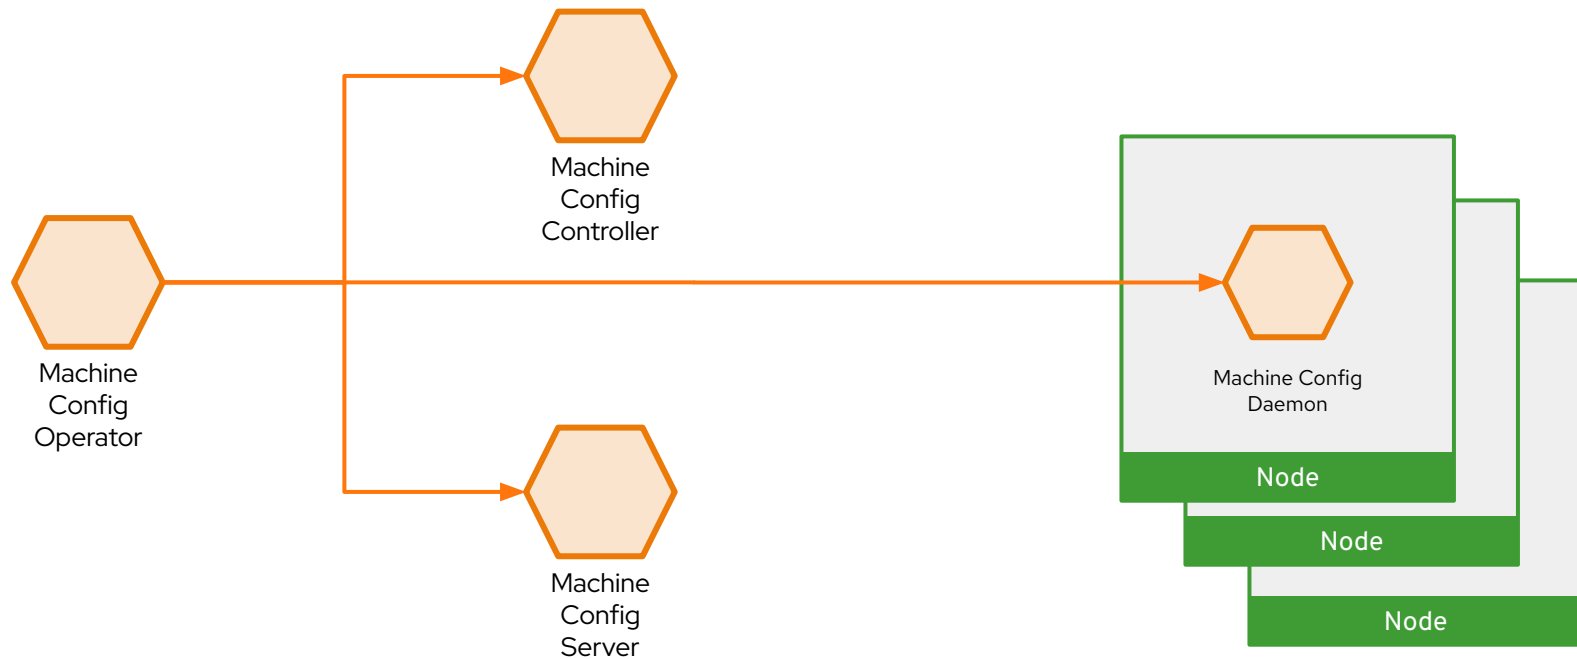 Machine
Config
Controller
Machine
Config
Operator
Machine Config
Daemon
Node
Node
Machine
Config
Server
Node